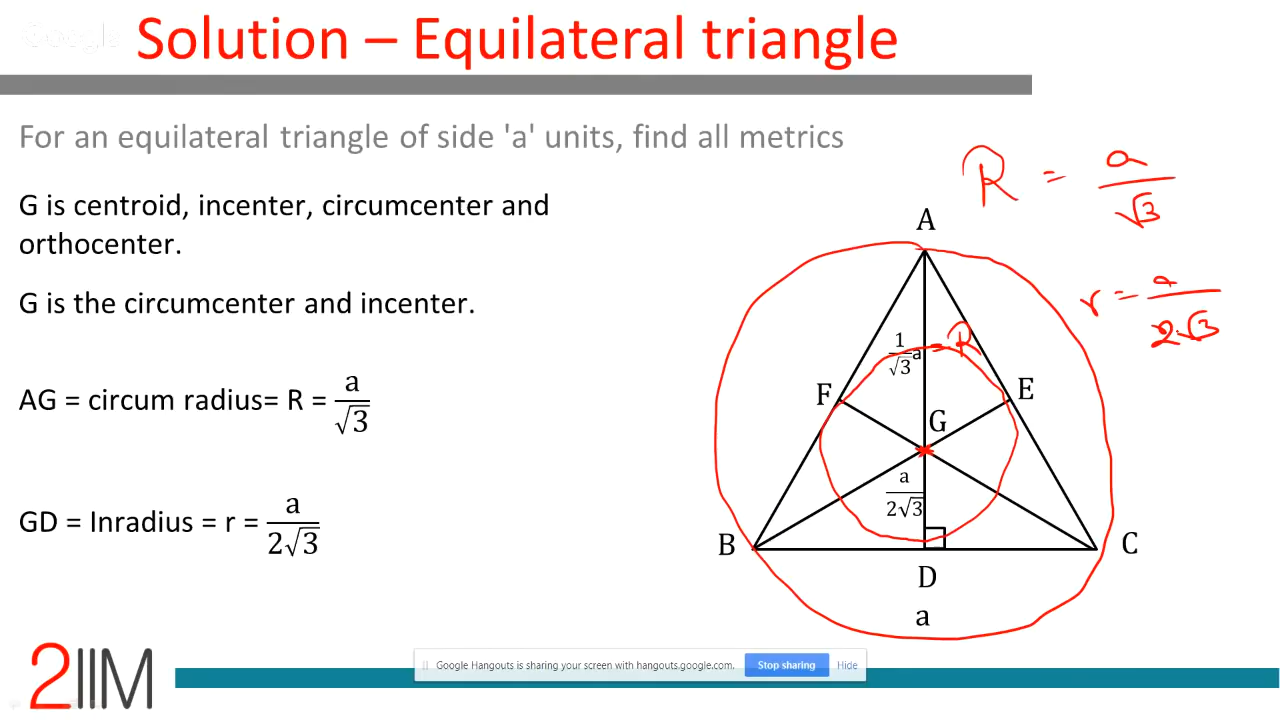 Google
Solution – Equilateral triangle
For an equilateral triangle of side 'a' units, find all metrics
R = a/√3
G is centroid, incenter, circumcenter and
orthocenter.
A
G is the circumcenter and incenter.
r = a/2√3
1/√3 a = R
AG = circum radius= R = a/√3
F
E
G
a/2√3
GD = Inradius = r = a/2√3
B
C
D
a
2IIM
Google Hangouts is sharing your screen with hangouts.google.com. Stop sharing Hide